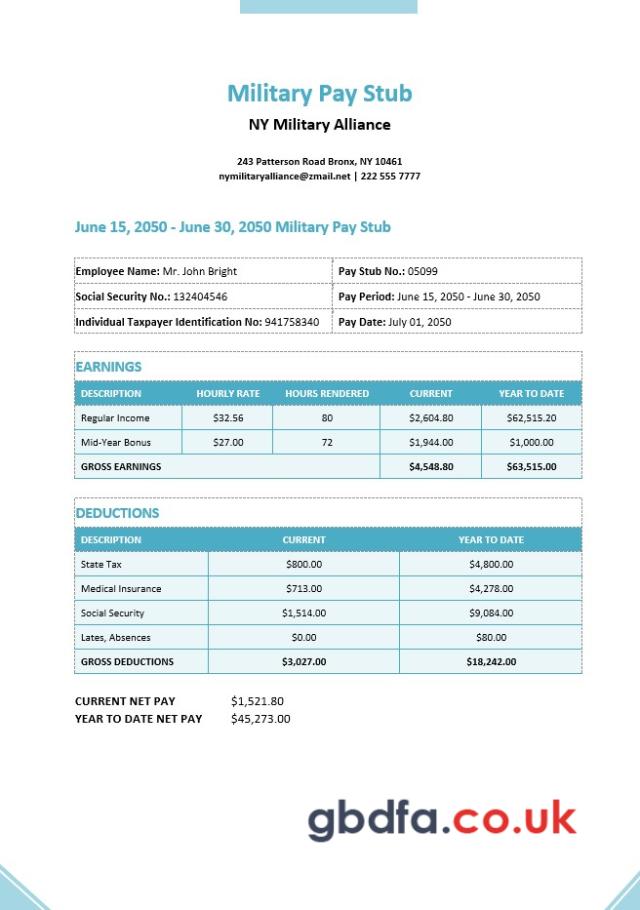 Military Pay Stub
NY Military Alliance
243 Patterson Road Bronx, NY 10461
nymilitaryalliance@zmail.net | 222 555 7777
June 15, 2050 - June 30, 2050 Military Pay Stub
Employee Name: Mr. John Bright Pay Stub No.: 05099
Social Security No.: 132404546 Pay Period: June 15, 2050 - June 30, 2050
Individual Taxpayer Identification No: 941758340 Pay Date: July 01, 2050
EARNINGS
DESCRIPTION HOURLY RATE HOURS RENDERED CURRENT YEAR TO DATE
Regular Income $32.56 80 $2,604.80 $62,515.20
Mid-Year Bonus $27.00 72 $1,944.00 $1,000.00
GROSS EARNINGS $4,548.80 $63,515.00
DEDUCTIONS
DESCRIPTION CURRENT YEAR TO DATE
State Tax $800.00 $4,800.00
Medical Insurance $713.00 $4,278.00
Social Security $1,514.00 $9,084.00
Lates, Absences $0.00 $80.00
GROSS DEDUCTIONS $3,027.00 $18,242.00
CURRENT NET PAY $1,521.80
YEAR TO DATE NET PAY $45,273.00
gbdfa.co.uk